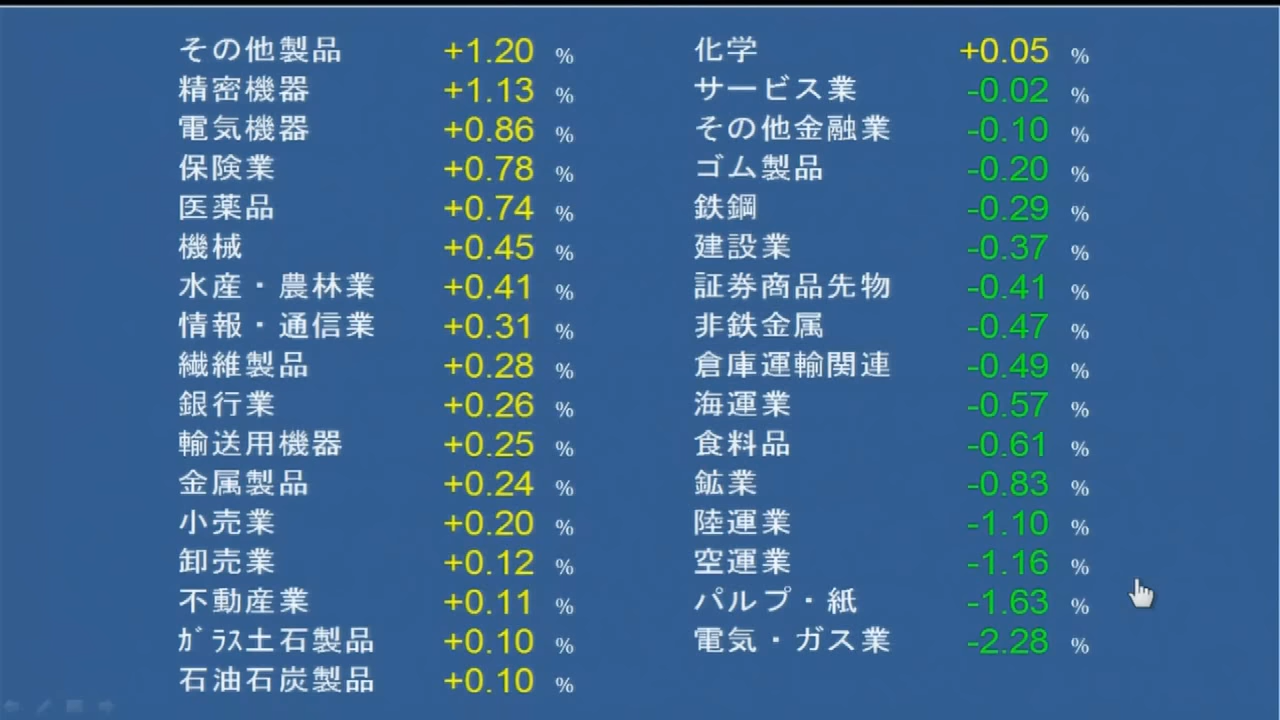 その他製品 +1.20 %
精密機器 +1.13 %
電気機器 +0.86 %
保険業 +0.78 %
医薬品 +0.74 %
機械 +0.45 %
水産・農林業 +0.41 %
情報・通信業 +0.31 %
繊維製品 +0.28 %
銀行業 +0.26 %
輸送用機器 +0.25 %
金属製品 +0.24 %
小売業 +0.20 %
卸売業 +0.12 %
不動産業 +0.11 %
ｶﾞﾗｽ土石製品 +0.10 %
石油石炭製品 +0.10 %
化学 +0.05 %
サービス業 -0.02 %
その他金融業 -0.10 %
ゴム製品 -0.20 %
鉄鋼 -0.29 %
建設業 -0.37 %
証券商品先物 -0.41 %
非鉄金属 -0.47 %
倉庫運輸関連 -0.49 %
海運業 -0.57 %
食料品 -0.61 %
鉱業 -0.83 %
陸運業 -1.10 %
空運業 -1.16 %
パルプ・紙 -1.63 %
電気・ガス業 -2.28 %